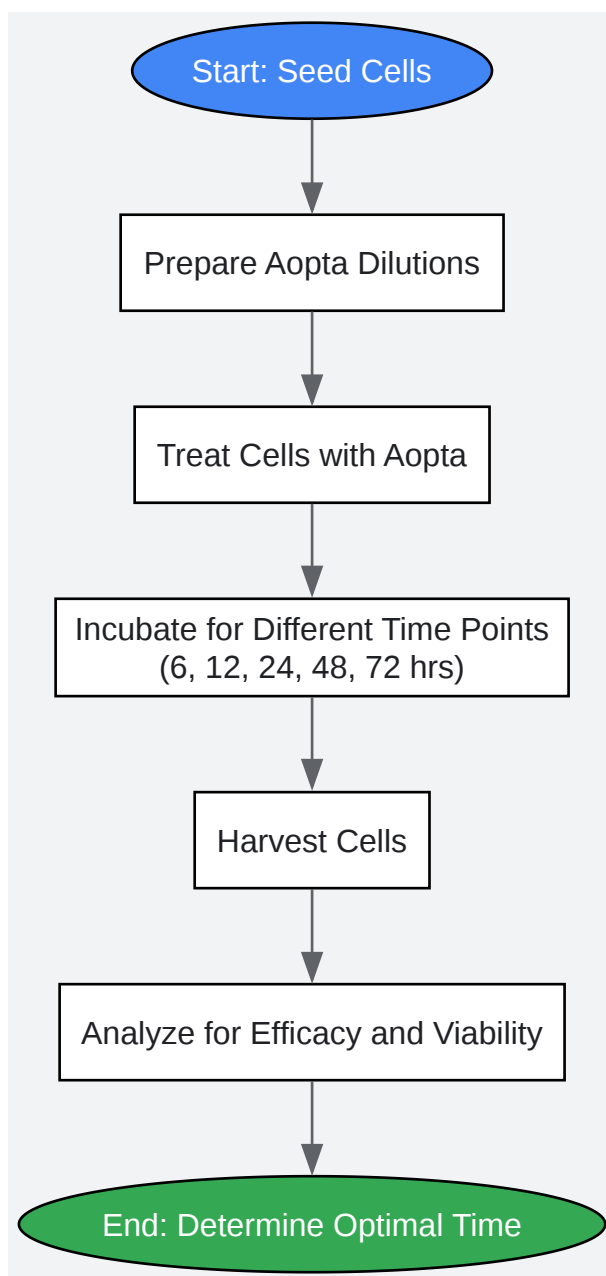 Start: Seed Cells
Prepare Aopta Dilutions
Treat Cells with Aopta
Incubate for Different Time Points
(6, 12, 24, 48, 72 hrs)
Harvest Cells
Analyze for Efficacy and Viability
End: Determine Optimal Time